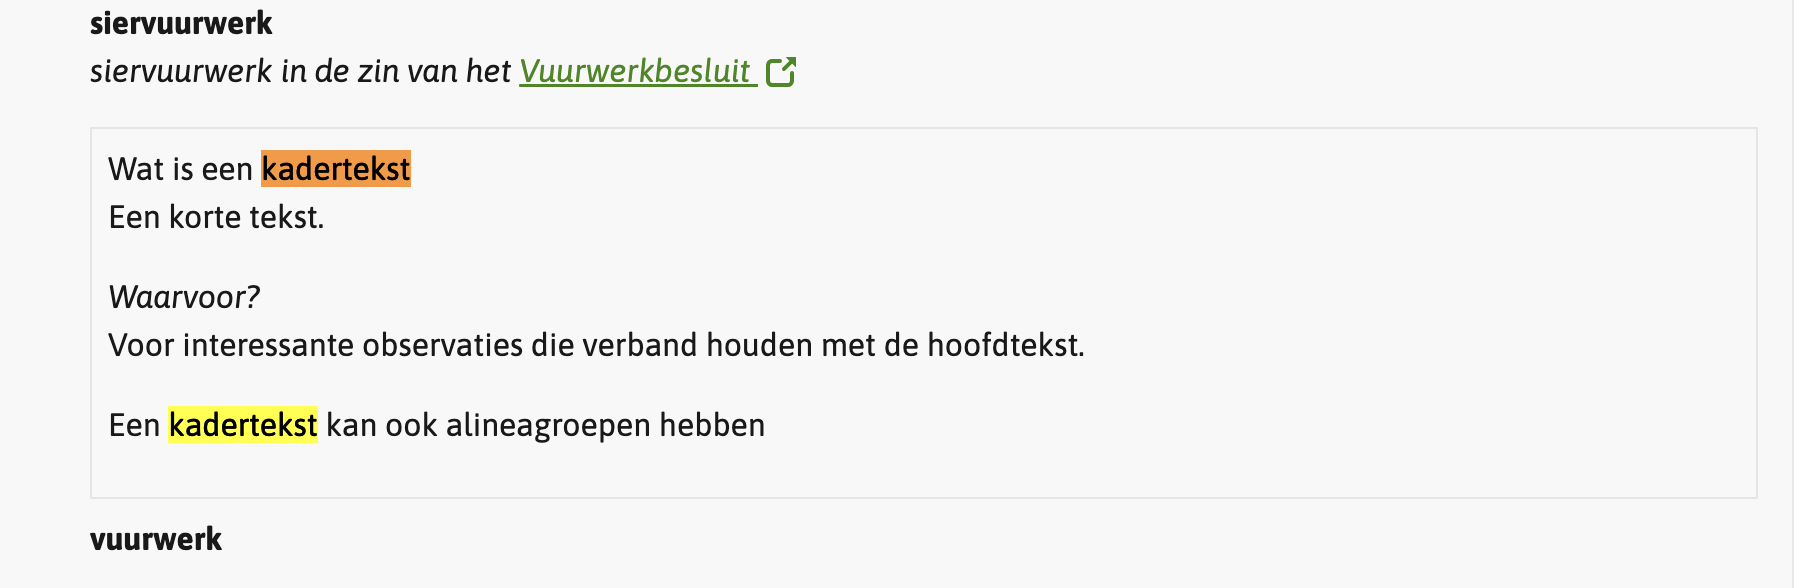 siervuurwerk
siervuurwerk in de zin van het Vuurwerkbesluit
Wat is een kadertekst
Een korte tekst.
Waarvoor?
Voor interessante observaties die verband houden met de hoofdtekst.
Een kadertekst kan ook alineagroepen hebben
vuurwerk